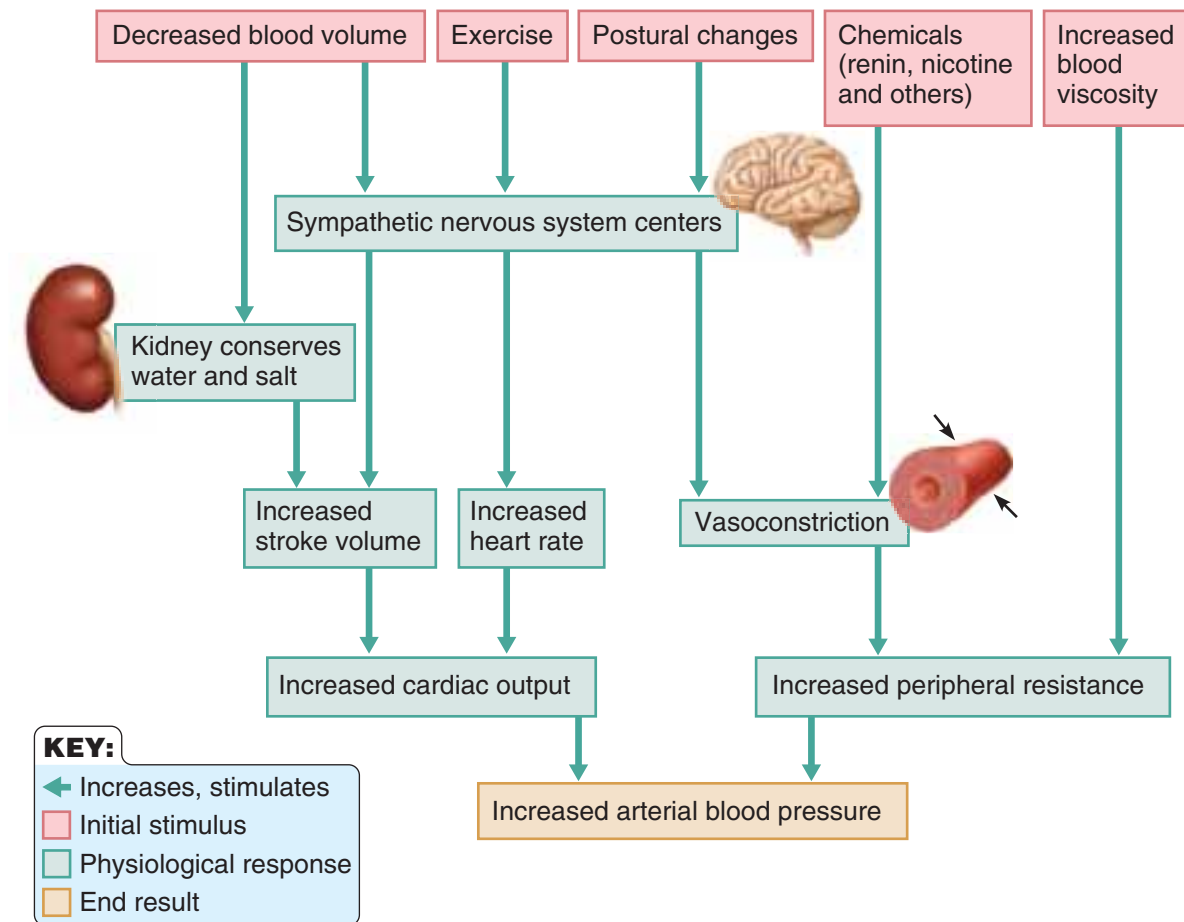 Decreased blood volume
Exercise
Postural changes
Chemicals
(renin, nicotine
and others)
Increased
blood
viscosity
Sympathetic nervous system centers
Kidney conserves
water and salt
Increased
stroke volume
Increased
heart rate
Vasoconstriction
Increased cardiac output
Increased peripheral resistance
Increased arterial blood pressure
KEY:
Increases, stimulates
Initial stimulus
Physiological response
End result